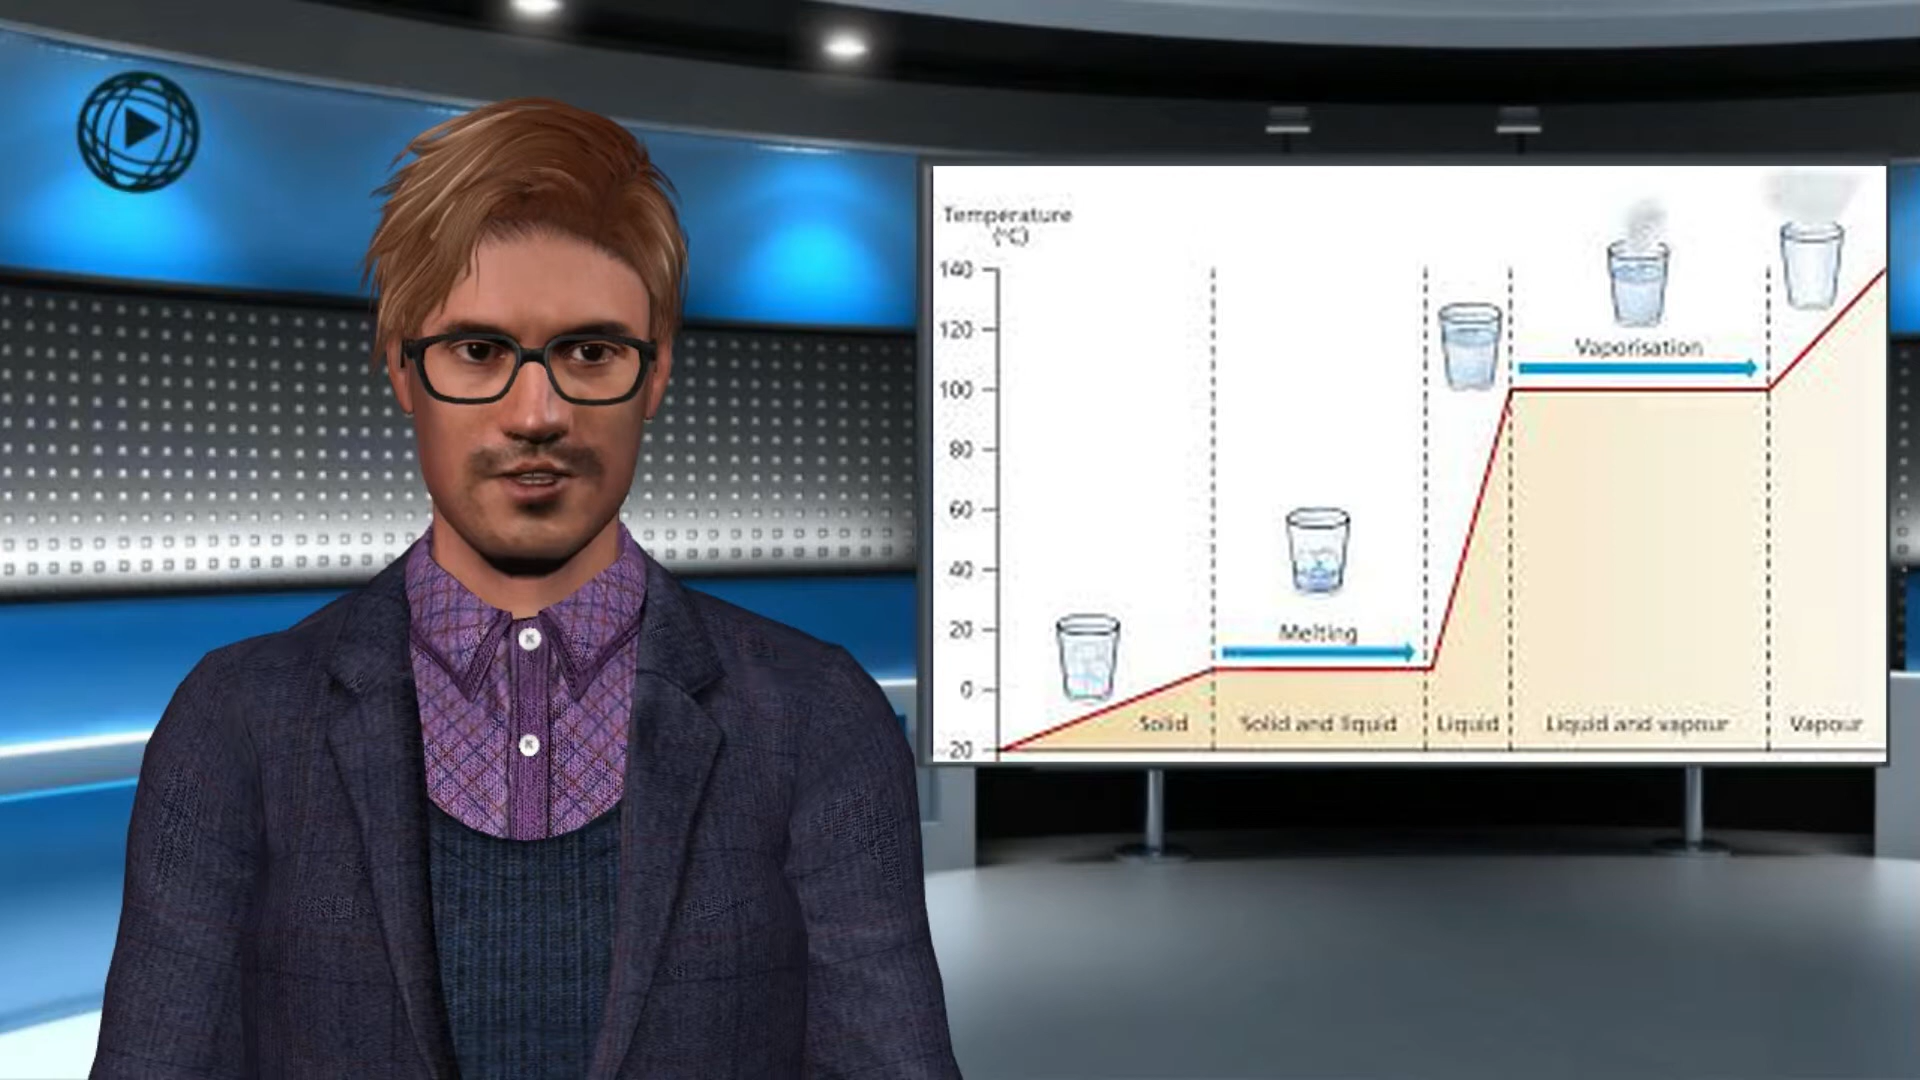 Temperature
(°C)
140
120
100
80
60
40
20
0
-20
Vaporisation
Melting
Solid
Solid and liquid
Liquid
Liquid and vapour
Vapour